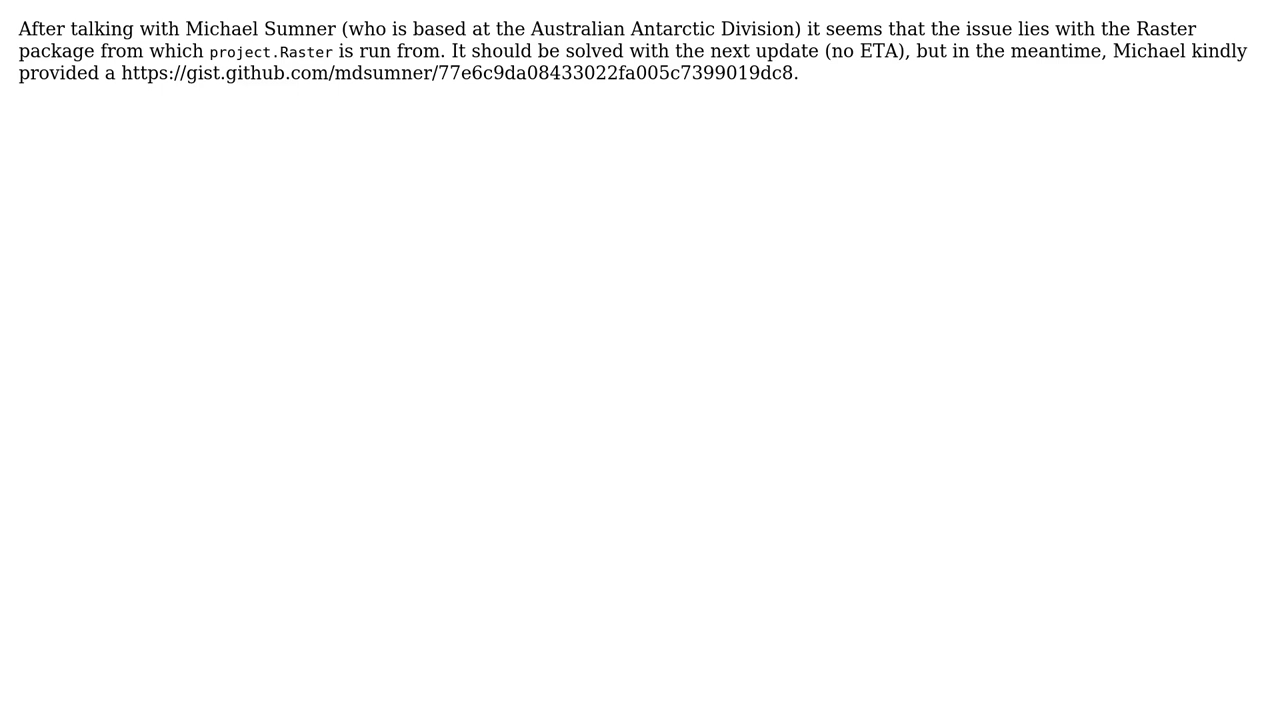 After talking with Michael Sumner (who is based at the Australian Antarctic Division) it seems that the issue lies with the Raster
package from which project.Raster is run from. It should be solved with the next update (no ETA), but in the meantime, Michael kindly
provided a https://gist.github.com/mdsumner/77e6c9da08433022fa005c7399019dc8.